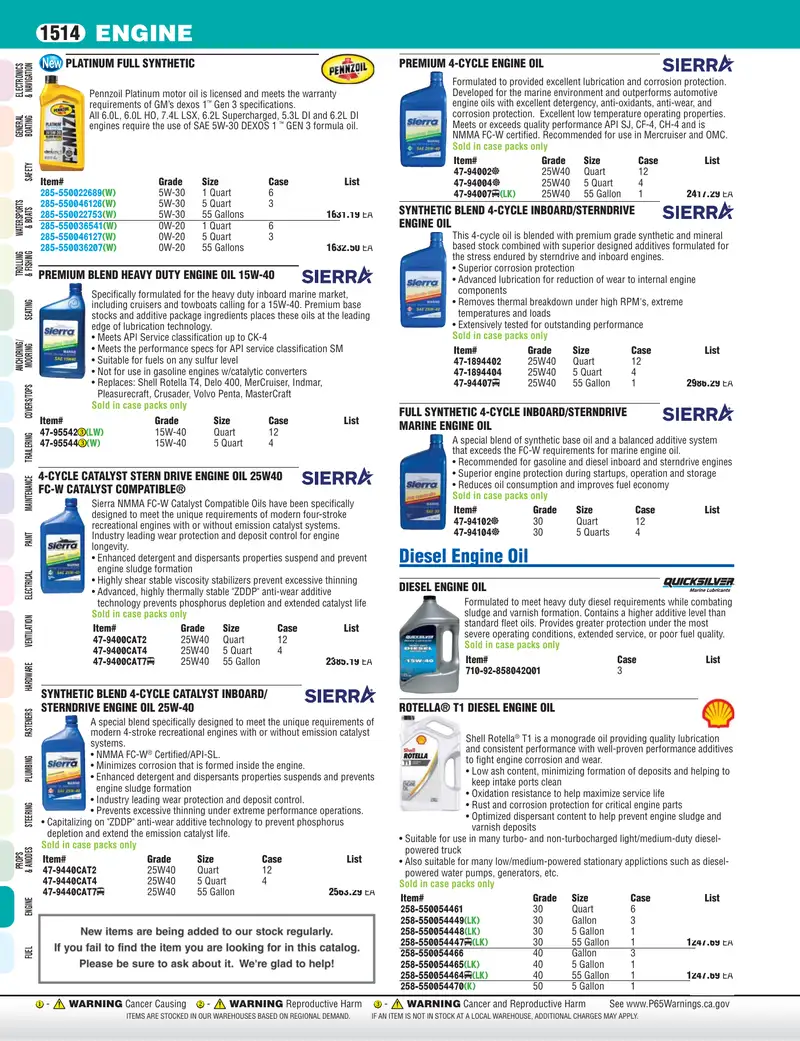 1514 ENGINE
ELECTRONICS
& NAVIGATION
GENERAL
BOATING
SAFETY
WATERSPORTS
& BOATS
TROLLING
& FISHING
SEATING
ANCHORING/
MOORING
COVERS/TOPS
TRAILERING
MAINTENANCE
PAINT
ELECTRICAL
VENTILATION
HARDWARE
FASTENERS
PLUMBING
STEERING
PROPS
& ANODES
ENGINE
FUEL
New PLATINUM FULL SYNTHETIC
PENNZOIL
Pennzoil Platinum motor oil is licensed and meets the warranty
requirements of GM's dexos 1™ Gen 3 specifications.
All 6.0L, 6.0L HO, 7.4L LSX, 6.2L Supercharged, 5.3L DI and 6.2L DI
engines require the use of SAE 5W-30 DEXOS 1 ™ GEN 3 formula oil.
Item# Grade Size Case List
285-550022689(W) 5W-30 1 Quart 6
285-550046126(W) 5W-30 5 Quart 3
285-550022753(W) 5W-30 55 Gallons 1631.19 EA
285-550036541(W) 0W-20 1 Quart 6
285-550046127(W) 0W-20 5 Quart 3
285-550036207(W) 0W-20 55 Gallons 1632.50 EA
PREMIUM BLEND HEAVY DUTY ENGINE OIL 15W-40
SIERRA
Specifically formulated for the heavy duty inboard marine market,
including cruisers and towboats calling for a 15W-40. Premium base
stocks and additive package ingredients places these oils at the leading
edge of lubrication technology.
• Meets API Service classification up to CK-4
• Meets the performance specs for API service classification SM
• Suitable for fuels on any sulfur level
• Not for use in gasoline engines w/catalytic converters
• Replaces: Shell Rotella T4, Delo 400, MerCruiser, Indmar,
Pleasurecraft, Crusader, Volvo Penta, MasterCraft
Sold in case packs only
Item# Grade Size Case List
47-95542 3 (LW) 15W-40 Quart 12
47-95544 3 (W) 15W-40 5 Quart 4
4-CYCLE CATALYST STERN DRIVE ENGINE OIL 25W40
FC-W CATALYST COMPATIBLE®
SIERRA
Sierra NMMA FC-W Catalyst Compatible Oils have been specifically
designed to meet the unique requirements of modern four-stroke
recreational engines with or without emission catalyst systems.
Industry leading wear protection and deposit control for engine
longevity.
• Enhanced detergent and dispersants properties suspend and prevent
engine sludge formation
• Highly shear stable viscosity stabilizers prevent excessive thinning
• Advanced, highly thermally stable "ZDDP" anti-wear additive
technology prevents phosphorus depletion and extended catalyst life
Sold in case packs only
Item# Grade Size Case List
47-9400CAT2 25W40 Quart 12
47-9400CAT4 25W40 5 Quart 4
47-9400CAT7 25W40 55 Gallon 2385.19 EA
SYNTHETIC BLEND 4-CYCLE CATALYST INBOARD/
STERNDRIVE ENGINE OIL 25W-40
SIERRA
A special blend specifically designed to meet the unique requirements of
modern 4-stroke recreational engines with or without emission catalyst
systems.
• NMMA FC-W® Certified/API-SL.
• Minimizes corrosion that is formed inside the engine.
• Enhanced detergent and dispersants properties suspends and prevents
engine sludge formation
• Industry leading wear protection and deposit control.
• Prevents excessive thinning under extreme performance operations.
• Capitalizing on "ZDDP" anti-wear additive technology to prevent phosphorus
depletion and extend the emission catalyst life.
Sold in case packs only
Item# Grade Size Case List
47-9440CAT2 25W40 Quart 12
47-9440CAT4 25W40 5 Quart 4
47-9440CAT7 25W40 55 Gallon 2563.29 EA
New items are being added to our stock regularly.
If you fail to find the item you are looking for in this catalog.
Please be sure to ask about it. We're glad to help!
PREMIUM 4-CYCLE ENGINE OIL
SIERRA
Formulated to provided excellent lubrication and corrosion protection.
Developed for the marine environment and outperforms automotive
engine oils with excellent detergency, anti-oxidants, anti-wear, and
corrosion protection. Excellent low temperature operating properties.
Meets or exceeds quality performance API SJ, CF-4, CH-4 and is
NMMA FC-W certified. Recommended for use in Mercruiser and OMC.
Sold in case packs only
Item# Grade Size Case List
47-94002 25W40 Quart 12
47-94004 25W40 5 Quart 4
47-94007 (LK) 25W40 55 Gallon 1 2417.29 EA
SYNTHETIC BLEND 4-CYCLE INBOARD/STERNDRIVE
ENGINE OIL
SIERRA
This 4-cycle oil is blended with premium grade synthetic and mineral
based stock combined with superior designed additives formulated for
the stress endured by sterndrive and inboard engines.
• Superior corrosion protection
• Advanced lubrication for reduction of wear to internal engine
components
• Removes thermal breakdown under high RPM's, extreme
temperatures and loads
• Extensively tested for outstanding performance
Sold in case packs only
Item# Grade Size Case List
47-1894402 25W40 Quart 12
47-1894404 25W40 5 Quart 4
47-94407 25W40 55 Gallon 1 2986.29 EA
FULL SYNTHETIC 4-CYCLE INBOARD/STERNDRIVE
MARINE ENGINE OIL
SIERRA
A special blend of synthetic base oil and a balanced additive system
that exceeds the FC-W requirements for marine engine oil.
• Recommended for gasoline and diesel inboard and sterndrive engines
• Superior engine protection during startups, operation and storage
• Reduces oil consumption and improves fuel economy
Sold in case packs only
Item# Grade Size Case List
47-94102 30 Quart 12
47-94104 30 5 Quarts 4
Diesel Engine Oil
DIESEL ENGINE OIL
QUICKSILVER
Marine Lubricants
Formulated to meet heavy duty diesel requirements while combating
sludge and varnish formation. Contains a higher additive level than
standard fleet oils. Provides greater protection under the most
severe operating conditions, extended service, or poor fuel quality.
Sold in case packs only
Item# Case List
710-92-858042Q01 3
ROTELLA® T1 DIESEL ENGINE OIL
Shell Rotella® T1 is a monograde oil providing quality lubrication
and consistent performance with well-proven performance additives
to fight engine corrosion and wear.
• Low ash content, minimizing formation of deposits and helping to
keep intake ports clean
• Oxidation resistance to help maximize service life
• Rust and corrosion protection for critical engine parts
• Optimized dispersant content to help prevent engine sludge and
varnish deposits
• Suitable for use in many turbo- and non-turbocharged light/medium-duty diesel-
powered truck
• Also suitable for many low/medium-powered stationary applictions such as diesel-
powered water pumps, generators, etc.
Sold in case packs only
Item# Grade Size Case List
258-550054461 30 Quart 6
258-550054449(LK) 30 Gallon 3
258-550054448(LK) 30 5 Gallon 1
258-550054447 (LK) 30 55 Gallon 1 1247.69 EA
258-550054466 40 Gallon 3
258-550054465(LK) 40 5 Gallon 1
258-550054464 (LK) 40 55 Gallon 1 1247.69 EA
258-550054470(K) 50 5 Gallon 1
1 - WARNING Cancer Causing 2 - WARNING Reproductive Harm 3 - WARNING Cancer and Reproductive Harm See www.P65Warnings.ca.gov
ITEMS ARE STOCKED IN OUR WAREHOUSES BASED ON REGIONAL DEMAND. IF AN ITEM IS NOT IN STOCK AT A LOCAL WAREHOUSE, ADDITIONAL CHARGES MAY APPLY.